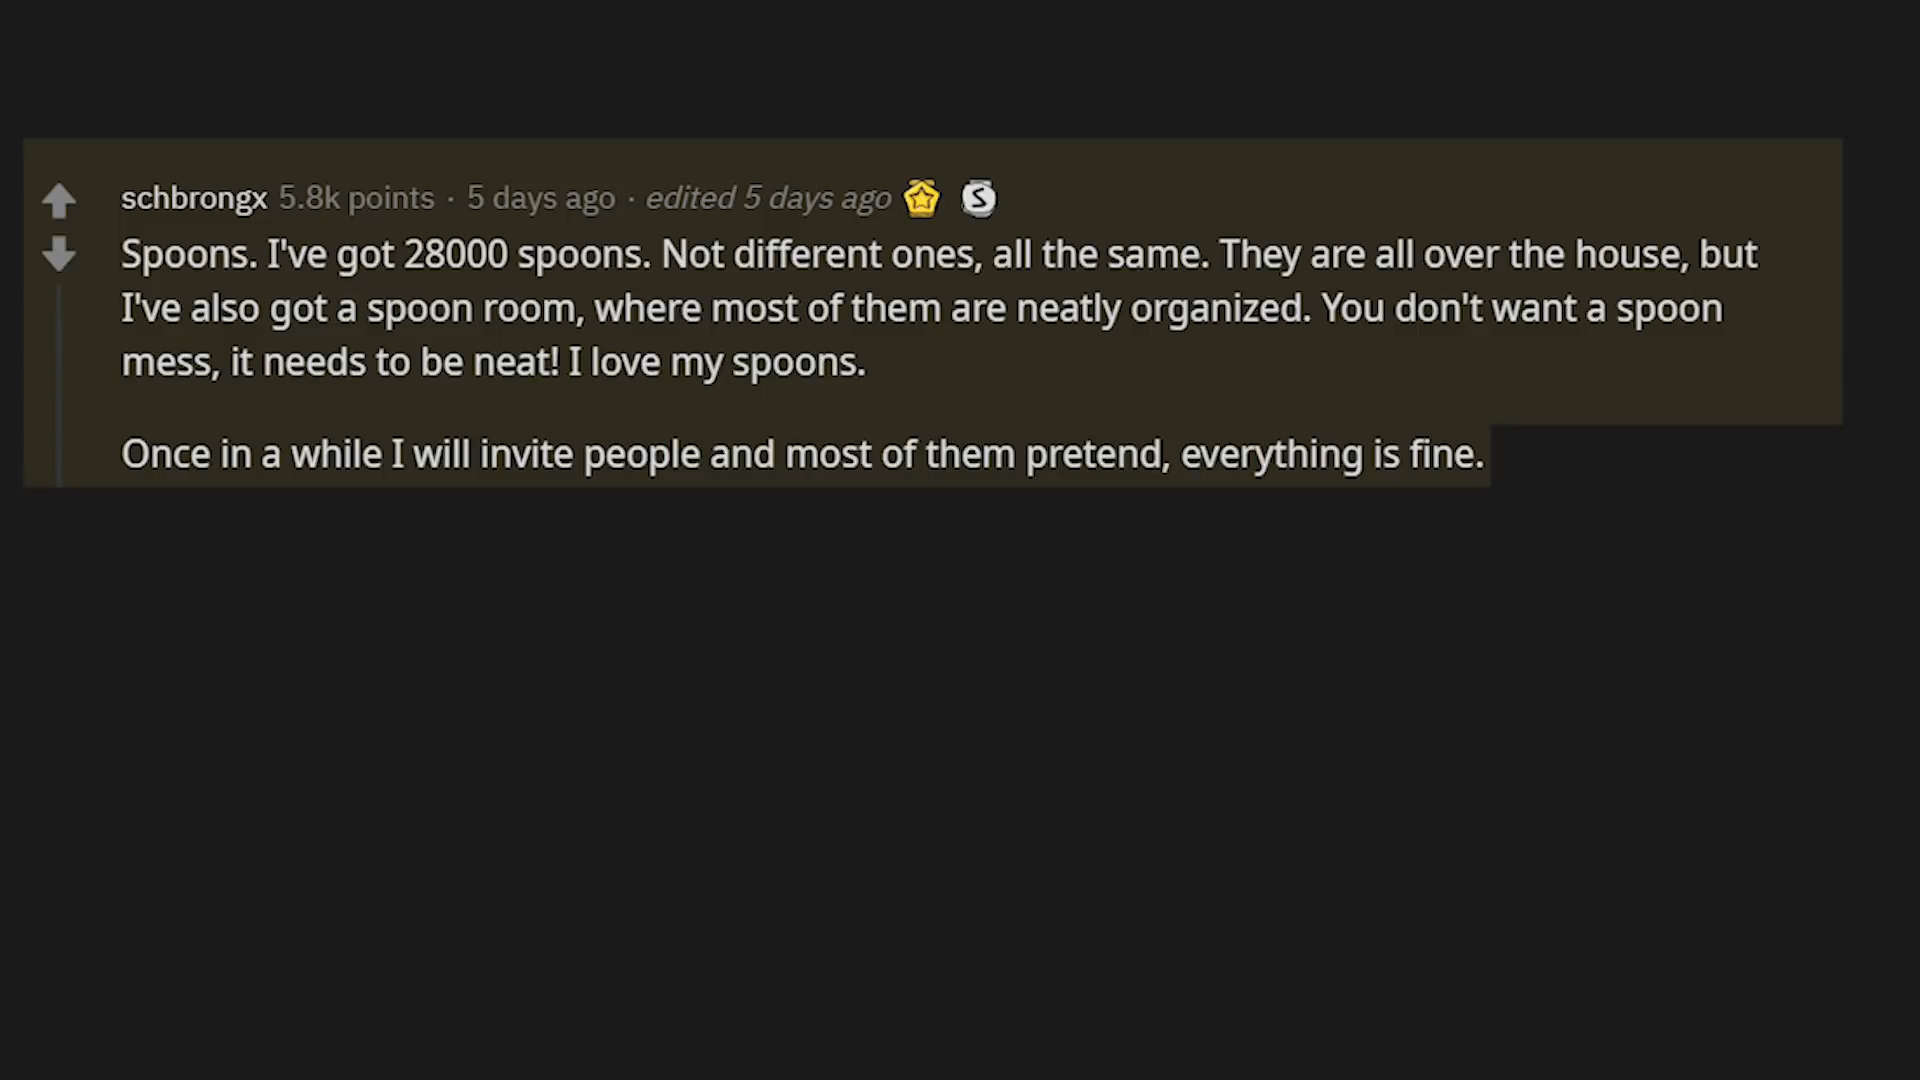 schbrongx 5.8k points · 5 days ago · edited 5 days ago S
Spoons. I've got 28000 spoons. Not different ones, all the same. They are all over the house, but
I've also got a spoon room, where most of them are neatly organized. You don't want a spoon
mess, it needs to be neat! I love my spoons.
Once in a while I will invite people and most of them pretend, everything is fine.